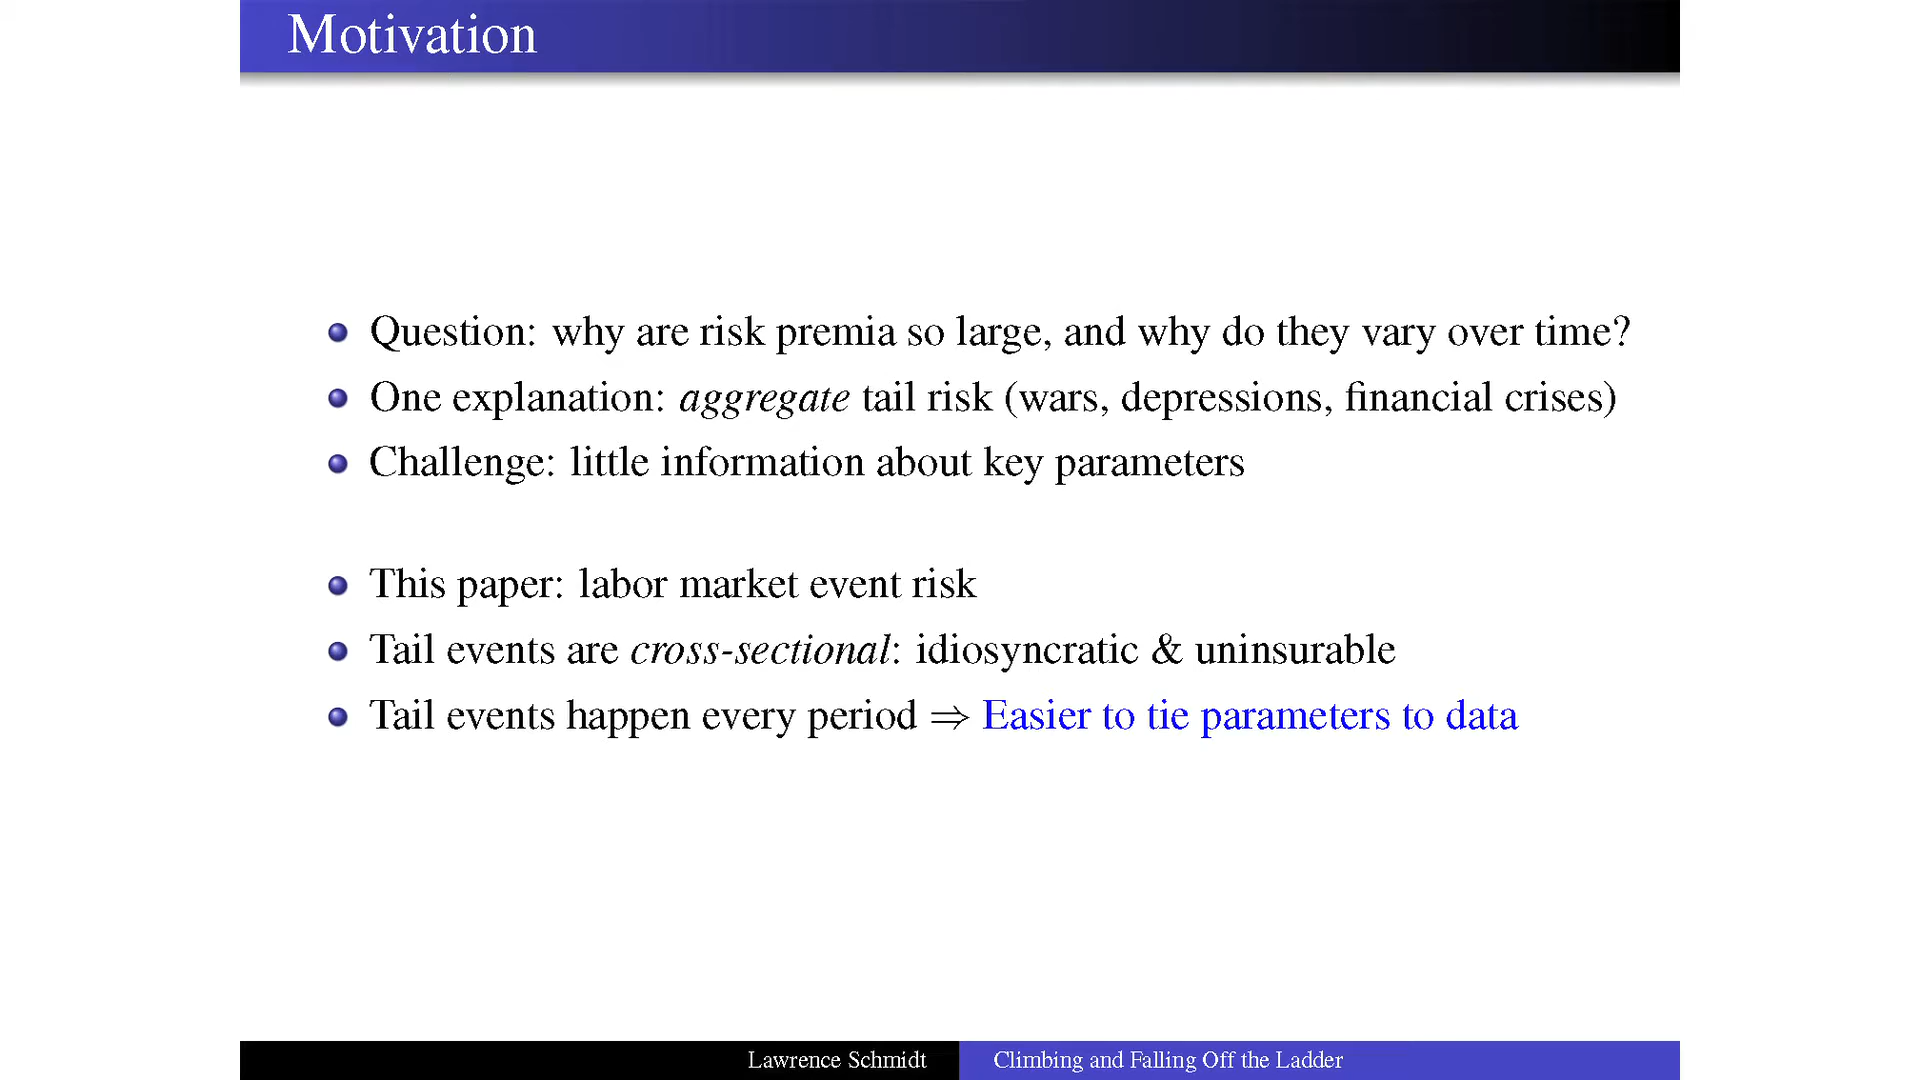 Motivation
Question: why are risk premia so large, and why do they vary over time?
One explanation: aggregate tail risk (wars, depressions, financial crises)
Challenge: little information about key parameters
This paper: labor market event risk
Tail events are cross-sectional: idiosyncratic & uninsurable
Tail events happen every period ⇒ Easier to tie parameters to data
Lawrence Schmidt
Climbing and Falling Off the Ladder